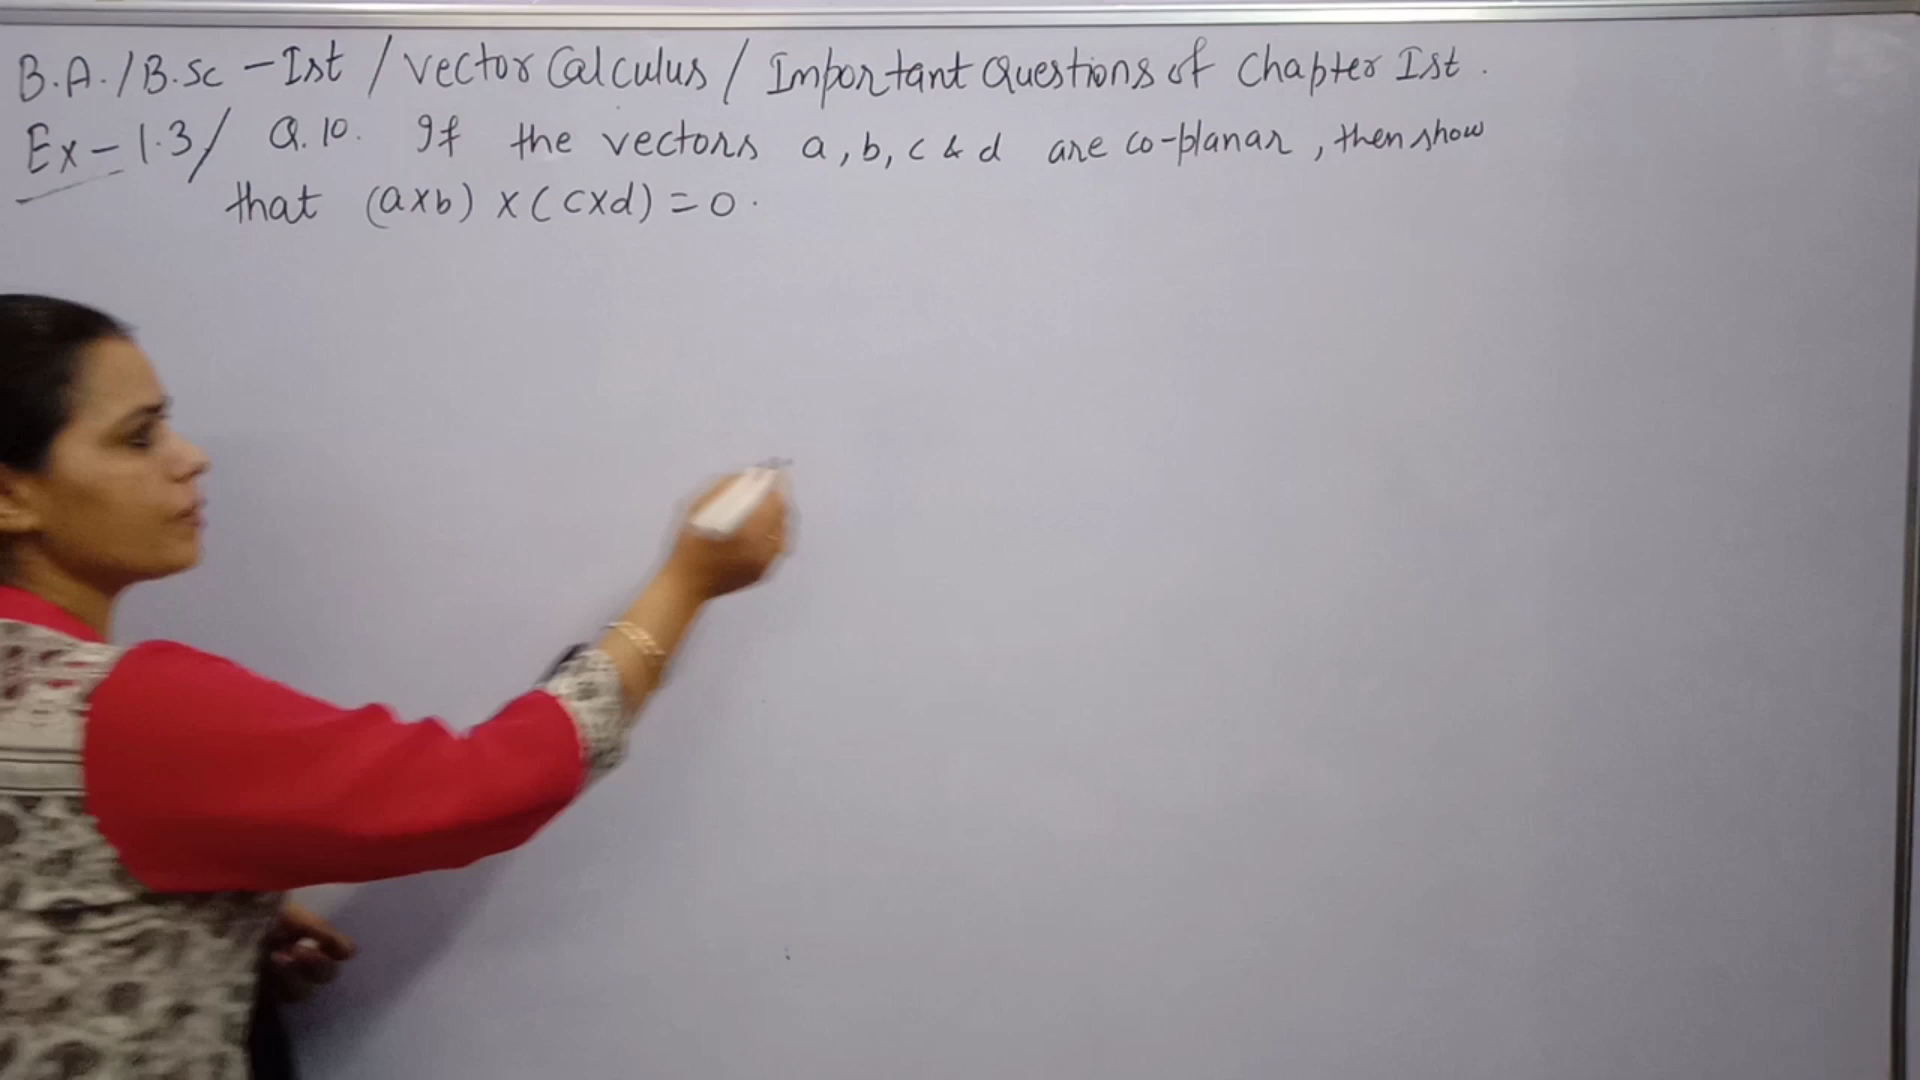 B.A./B.Sc - Ist / Vector Calculus / Important Questions of Chapter Ist.
Ex - 1.3/ Q.10. If the vectors a, b, c & d are co-planar, then show
that (a×b) × (c×d) = 0.